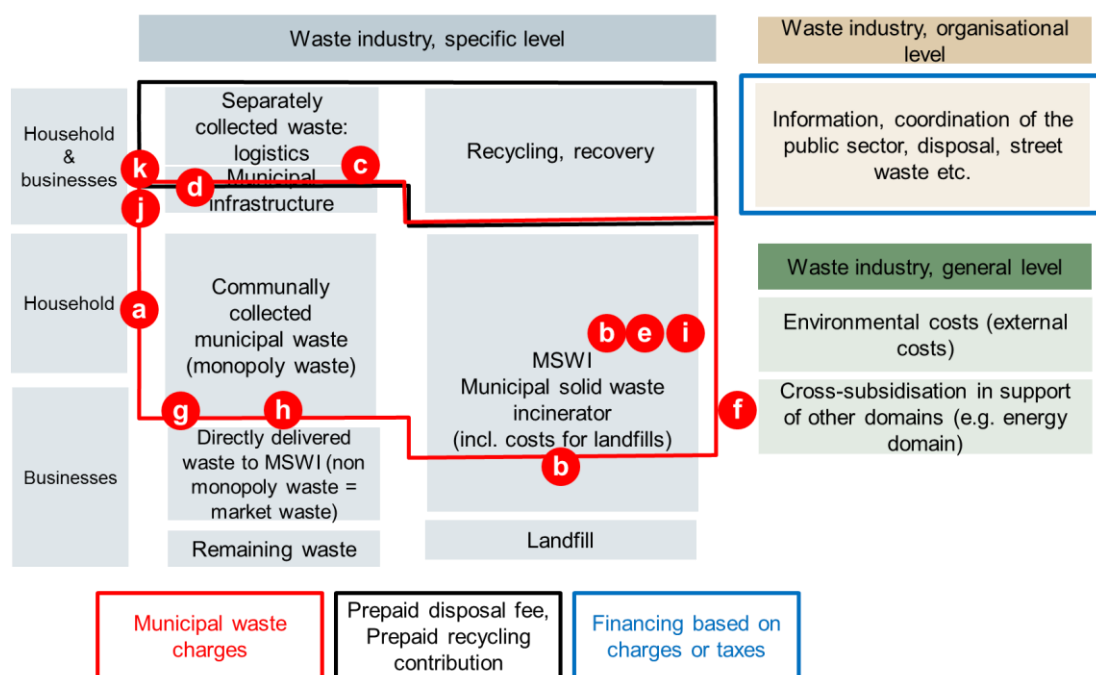 Waste industry, specific level
Waste industry, organisational
level
Household
&
businesses
Separately
collected waste:
logistics
Municipal
infrastructure
Recycling, recovery
Information, coordination of the
public sector, disposal, street
waste etc.
k
d
c
j
Household
a
Communally
collected
municipal waste
(monopoly waste)
g
h
b
e
i
MSWI
Municipal solid waste
incinerator
(incl. costs for landfills)
b
f
Waste industry, general level
Environmental costs (external
costs)
Cross-subsidisation in support
of other domains (e.g. energy
domain)
Businesses
Directly delivered
waste to MSWI (non
monopoly waste =
market waste)
Remaining waste
Landfill
Municipal waste
charges
Prepaid disposal fee,
Prepaid recycling
contribution
Financing based on
charges or taxes